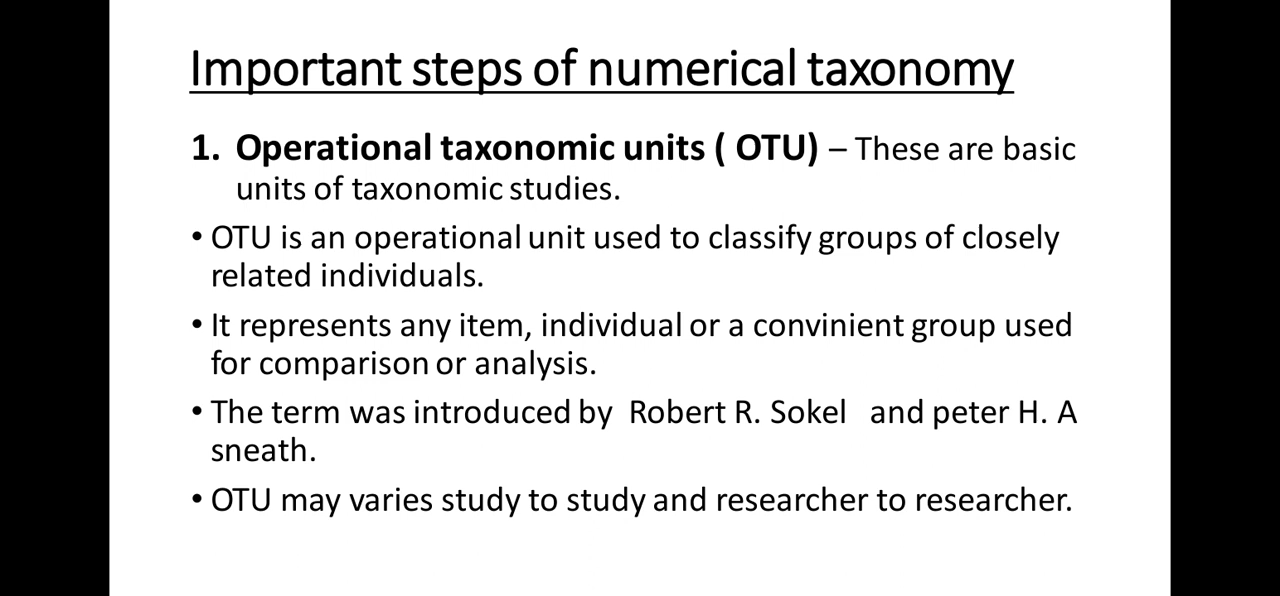 Important steps of numerical taxonomy
1. Operational taxonomic units ( OTU) – These are basic
units of taxonomic studies.
• OTU is an operational unit used to classify groups of closely
related individuals.
• It represents any item, individual or a convinient group used
for comparison or analysis.
• The term was introduced by Robert R. Sokel and peter H. A
sneath.
• OTU may varies study to study and researcher to researcher.